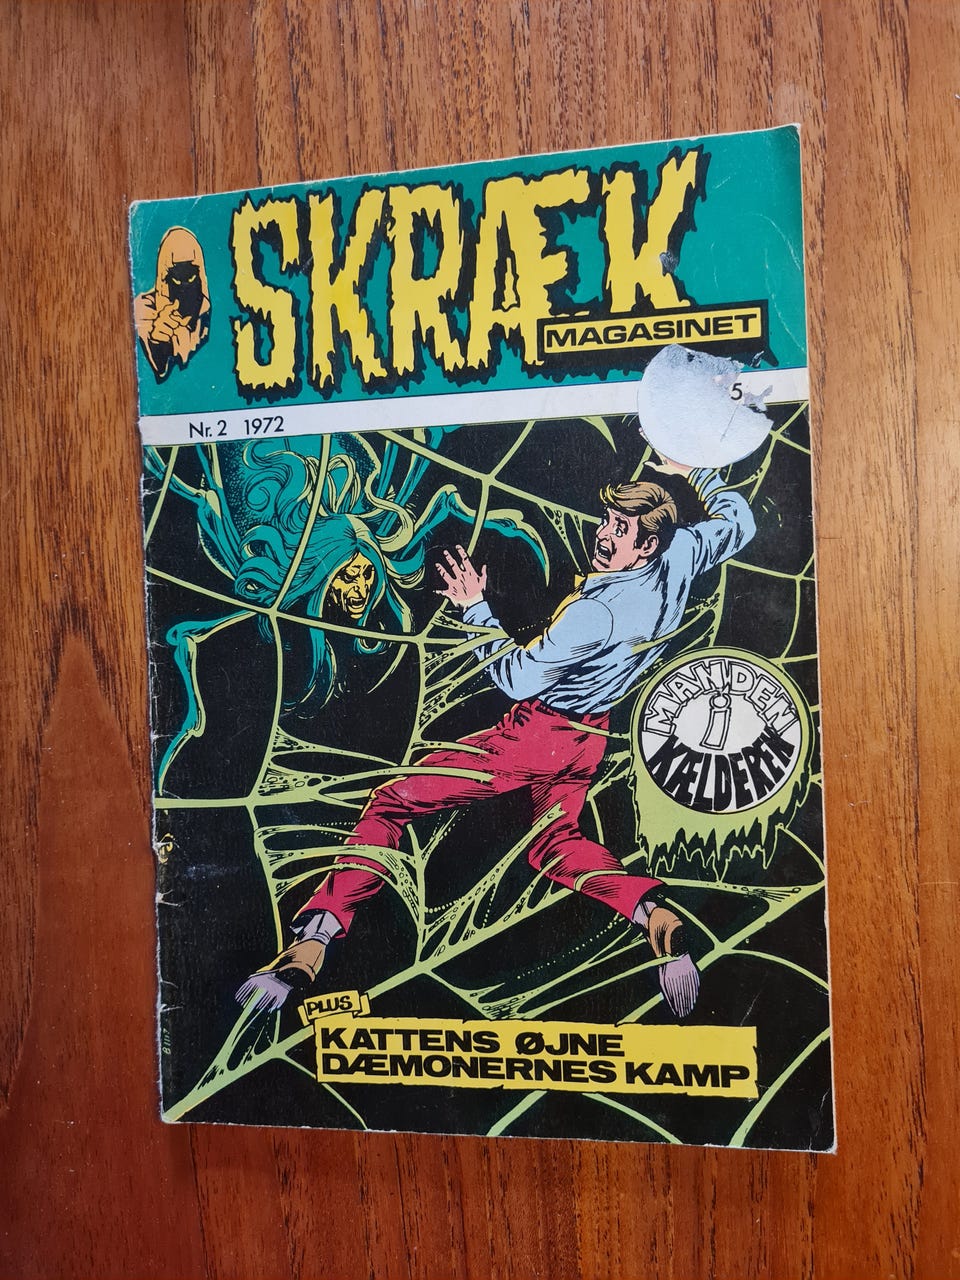 SKRÆK
MAGASINET
5
Nr. 2 1972
MANDEN
i
KÆLDEREN
PLUS
KATTENS ØJNE
DÆMONERNES KAMP